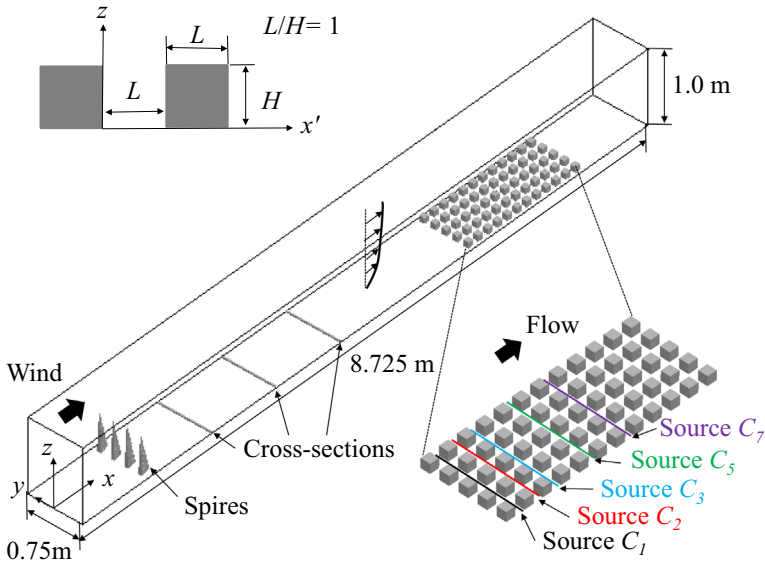 z
L/H= 1
L
L
H
x'
1.0 m
Wind
8.725 m
Flow
Cross-sections
z
y
x
Spires
0.75m
Source C7
Source C5
Source C3
Source C2
Source C1